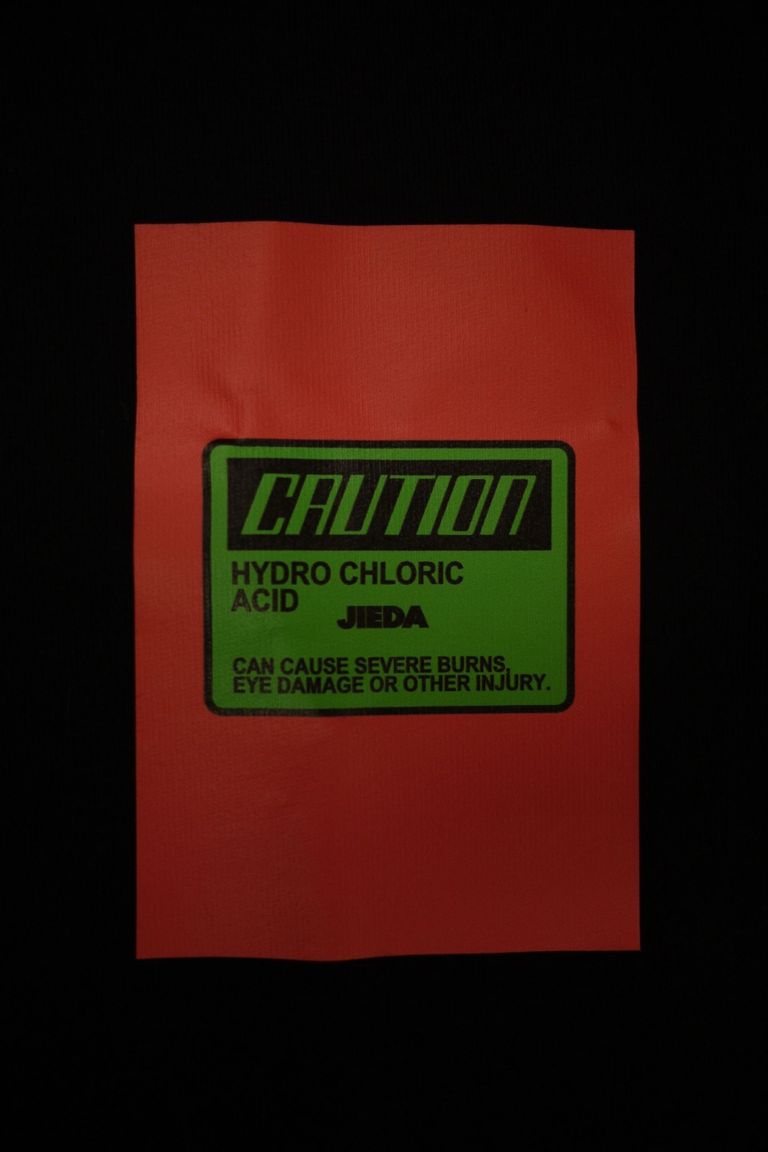 CAUTION
HYDRO CHLORIC
ACID
JIEDA
CAN CAUSE SEVERE BURNS,
EYE DAMAGE OR OTHER INJURY.